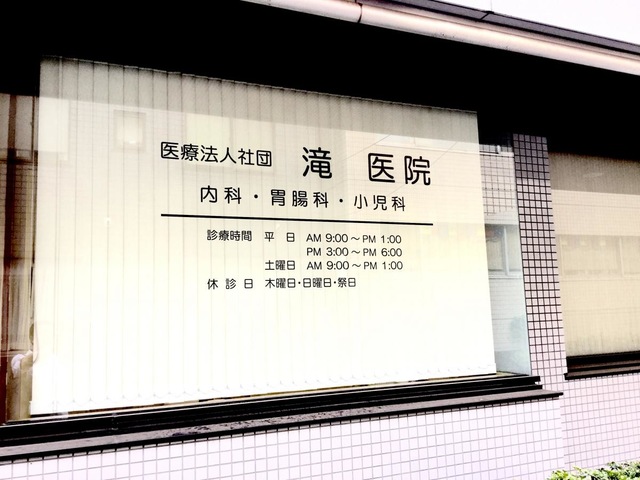 医療法人社団 滝 医院
内科・胃腸科・小児科
診療時間 平 日 AM 9:00～PM 1:00
PM 3:00～PM 6:00
土曜日 AM 9:00～PM 1:00
休 診 日 木曜日・日曜日・祭日